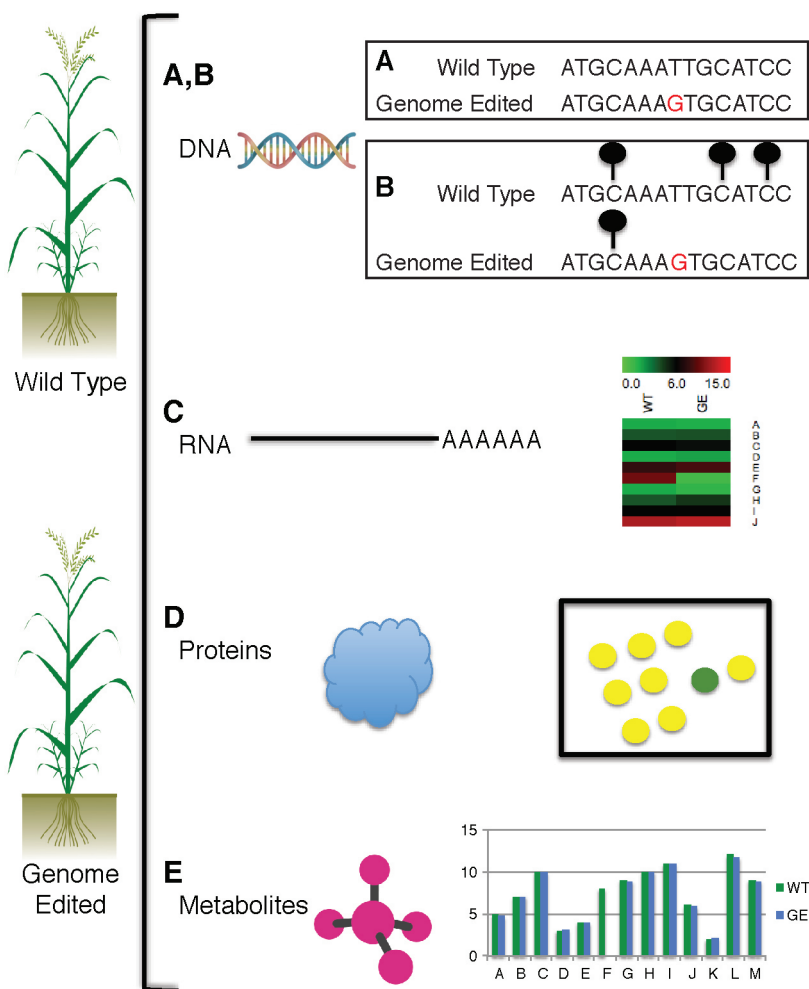 A,B
DNA
A
Wild Type ATGCAAATTGCATCC
Genome Edited ATGCAAAGTGCATCC
B
Wild Type ATGCAAATTGCATCC
Genome Edited ATGCAAAGTGCATCC
Wild Type
C
RNA
AAAAAA
0.0 6.0 15.0
WT GE
A
B
C
D
E
F
G
H
I
J
D
Proteins
Genome
Edited
E
Metabolites
15
10
5
0
A B C D E F G H I J K L M
WT
GE